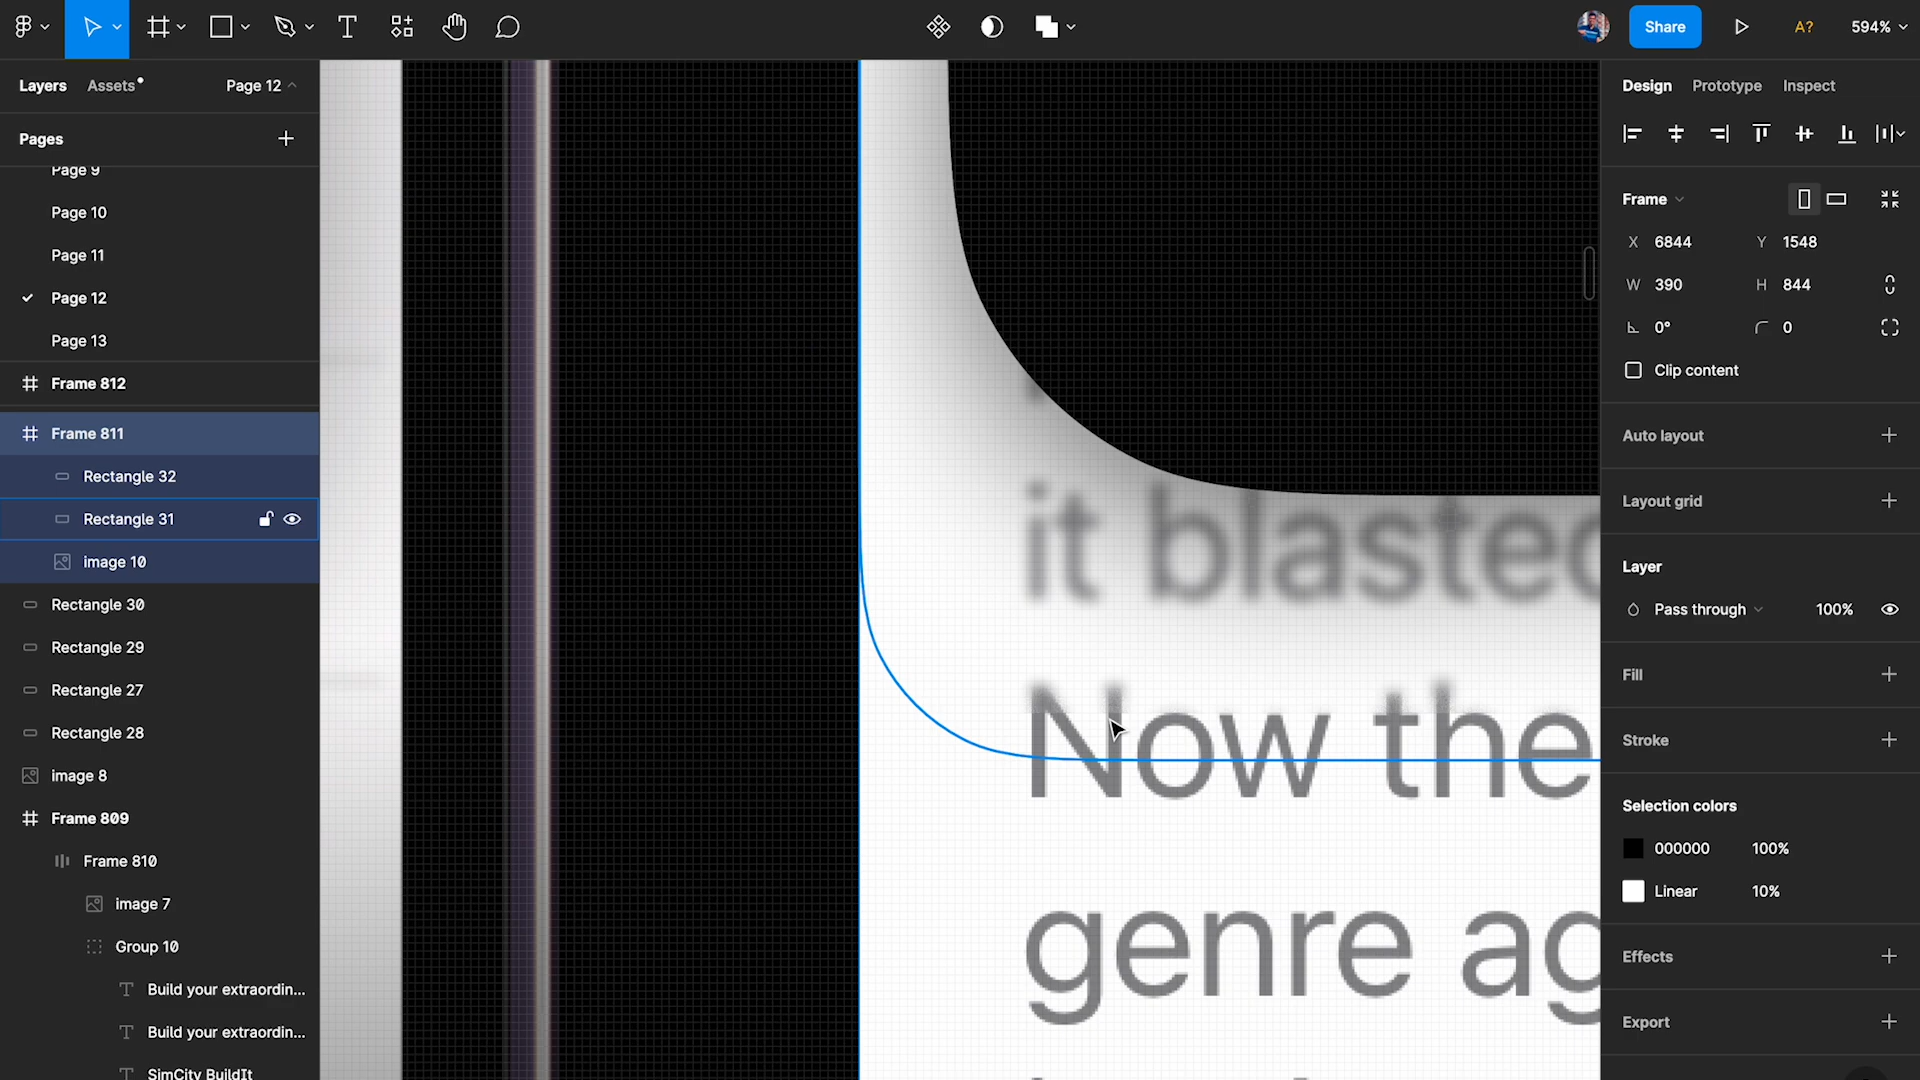 Share
A?
594%
Layers
Assets
Page 12
Pages
Page 9
Page 10
Page 11
Page 12
Page 13
Frame 812
Frame 811
Rectangle 32
Rectangle 31
image 10
Rectangle 30
Rectangle 29
Rectangle 27
Rectangle 28
image 8
Frame 809
Frame 810
image 7
Group 10
Build your extraordin...
Build your extraordin...
SimCity BuildIt
it blasted
Now the
genre ag
Design
Prototype
Inspect
Frame
X 6844
Y 1548
W 390
H 844
0°
0
Clip content
Auto layout
Layout grid
Layer
Pass through
100%
Fill
Stroke
Selection colors
000000
100%
Linear
10%
Effects
Export